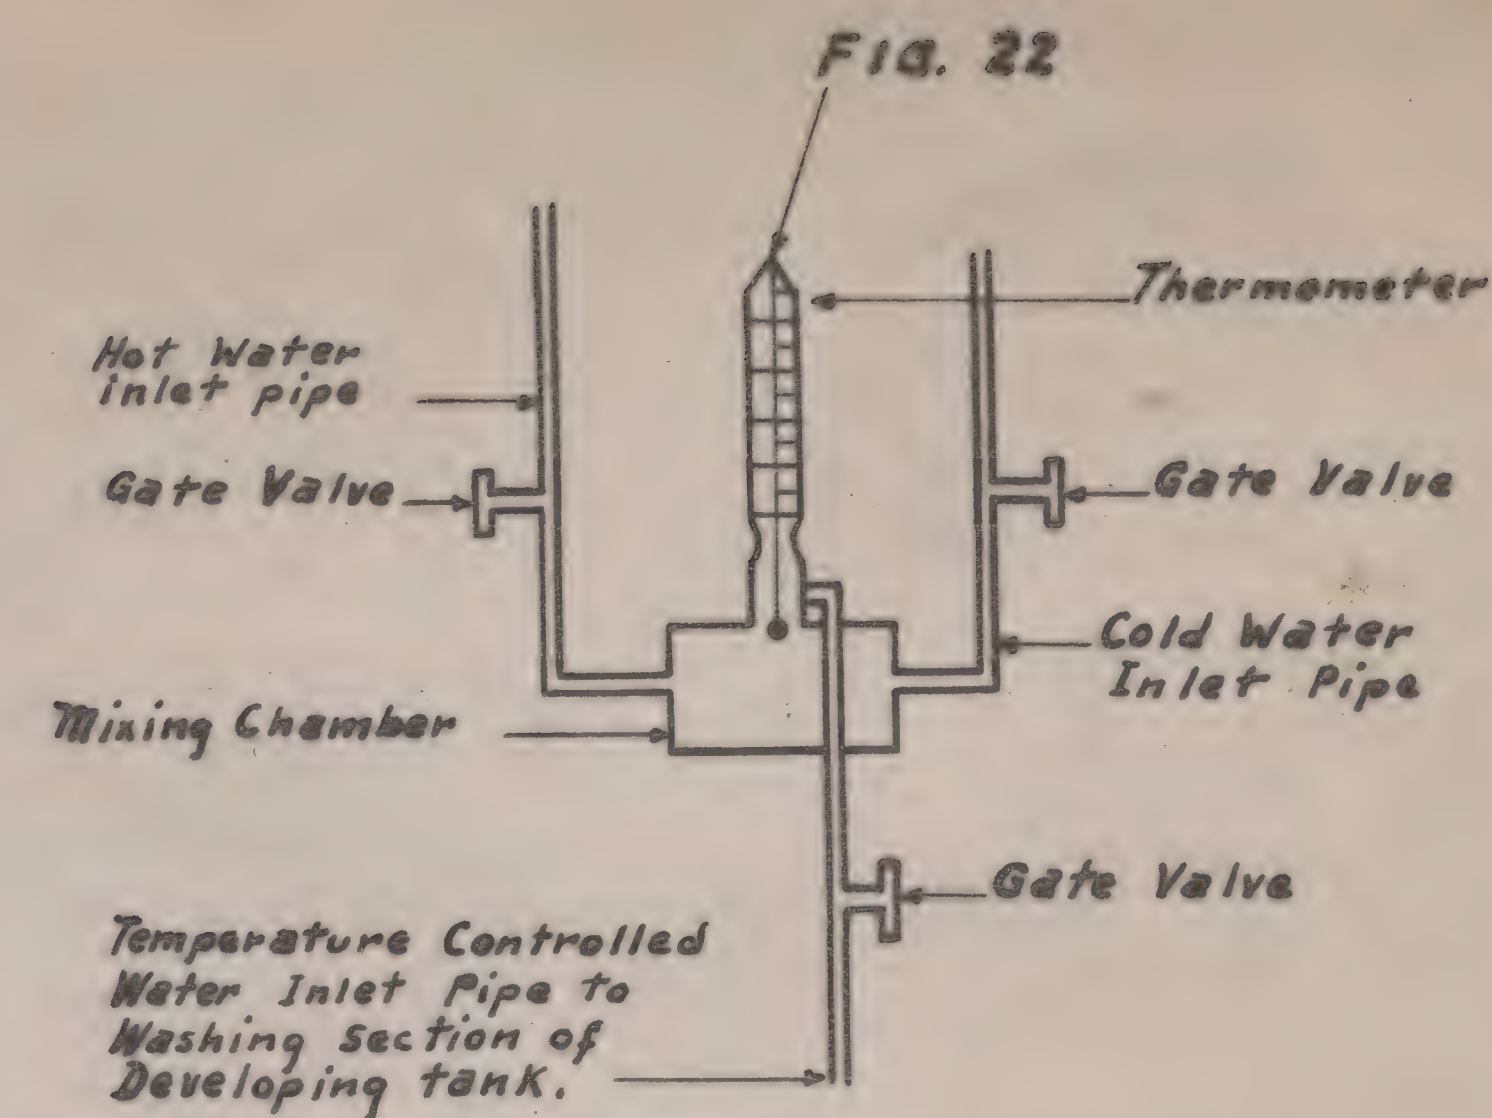 FIG. 22
Thermometer
Hot Water
inlet pipe
Gate Valve
Gate Valve
Cold Water
Inlet Pipe
Mixing Chamber
Gate Valve
Temperature Controlled
Water Inlet Pipe to
Washing Section of
Developing tank.